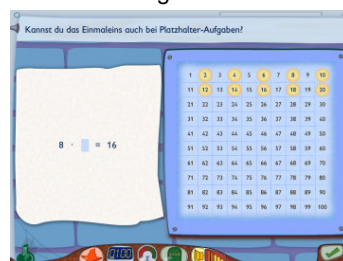 Kannst du das Einmaleins auch bei Platzhalter-Aufgaben?
8 · = 16
1 2 3 4 5 6 7 8 9 10
11 12 13 14 15 16 17 18 19 20
21 22 23 24 25 26 27 28 29 30
31 32 33 34 35 36 37 38 39 40
41 42 43 44 45 46 47 48 49 50
51 52 53 54 55 56 57 58 59 60
61 62 63 64 65 66 67 68 69 70
71 72 73 74 75 76 77 78 79 80
81 82 83 84 85 86 87 88 89 90
91 92 93 94 95 96 97 98 99 100